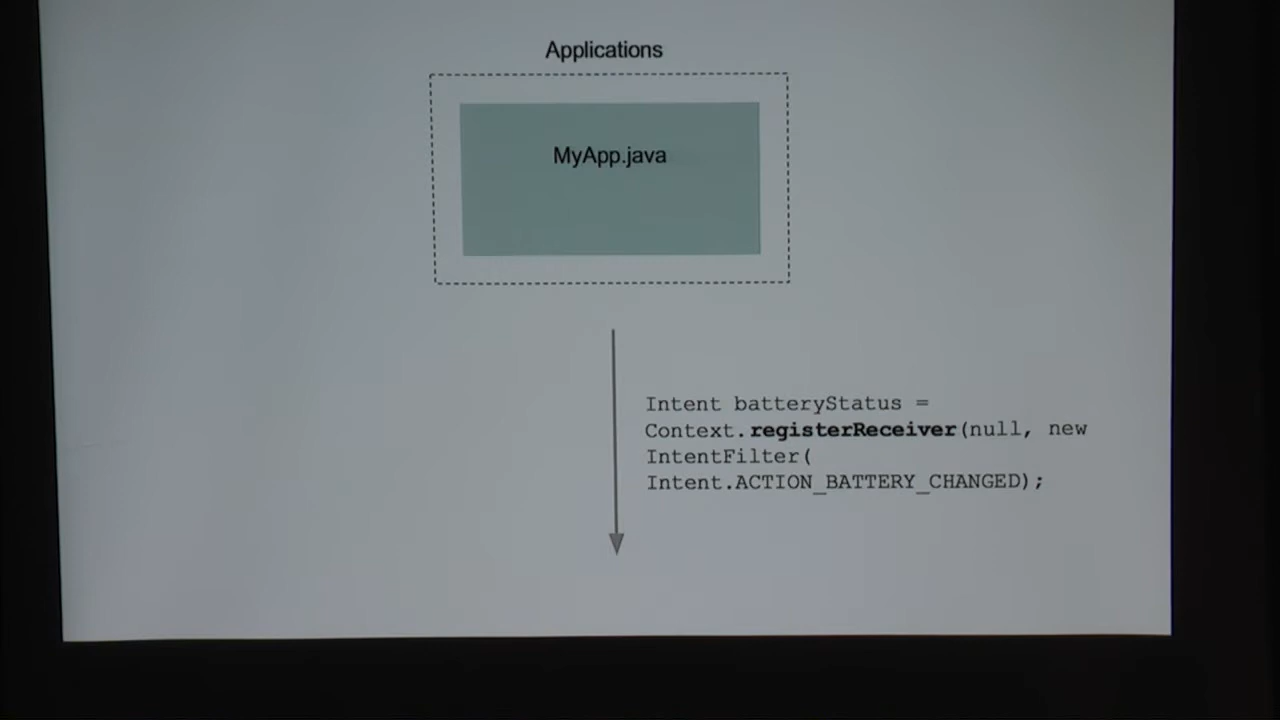 Applications
MyApp.java
Intent batteryStatus =
Context.registerReceiver(null, new
IntentFilter(
Intent.ACTION_BATTERY_CHANGED);